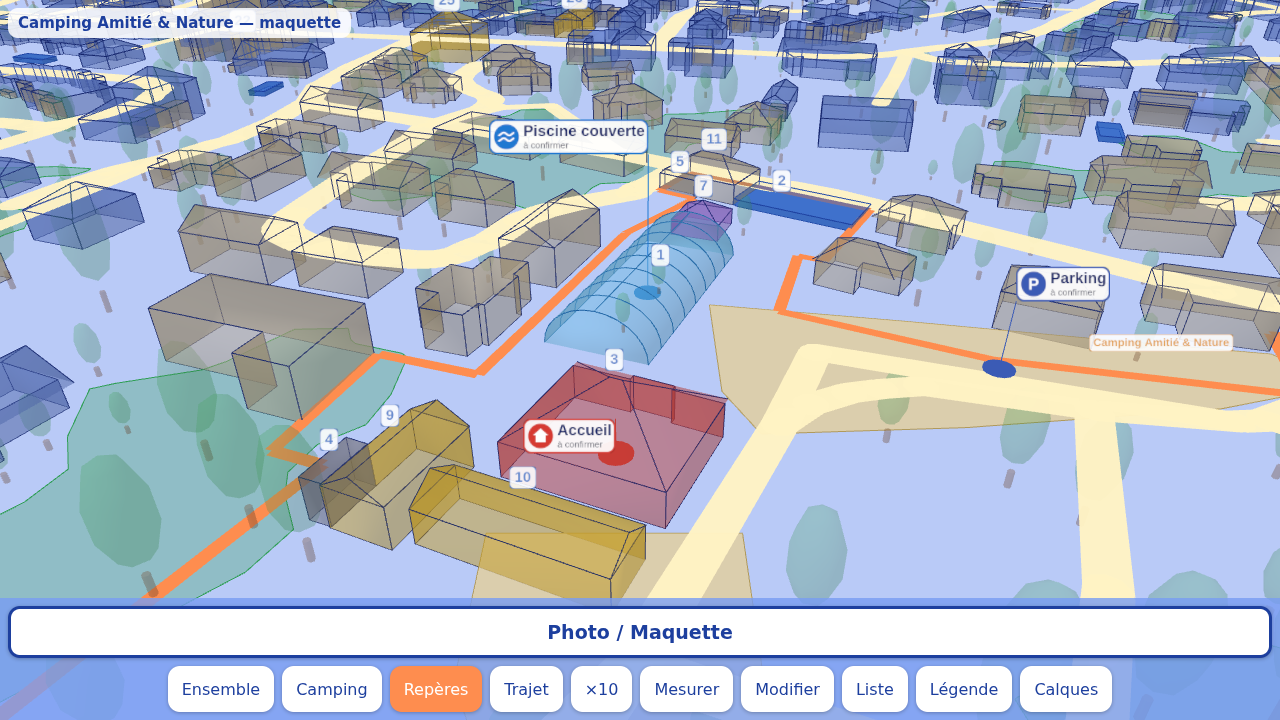 Camping Amitié & Nature — maquette
Piscine couverte
à confirmer
11
5
2
7
1
Parking
à confirmer
Camping Amitié & Nature
3
9
Accueil
à confirmer
4
10
Photo / Maquette
Ensemble
Camping
Repères
Trajet
×10
Mesurer
Modifier
Liste
Légende
Calques